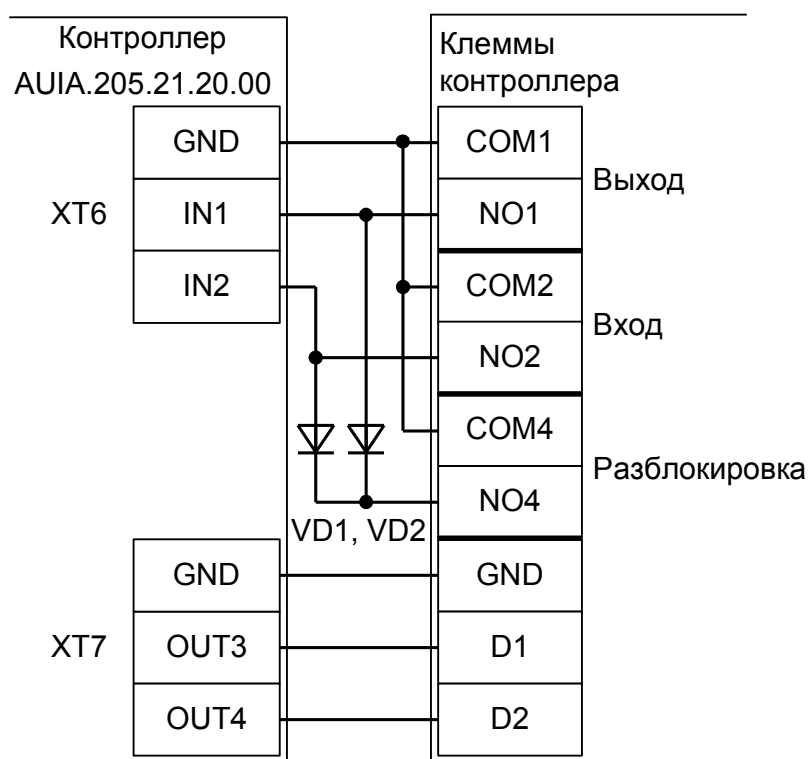 Контроллер
AUIA.205.21.20.00
Клеммы
контроллера
GND
COM1
Выход
XT6
IN1
NO1
IN2
COM2
Вход
NO2
COM4
Разблокировка
NO4
VD1, VD2
GND
GND
XT7
OUT3
D1
OUT4
D2